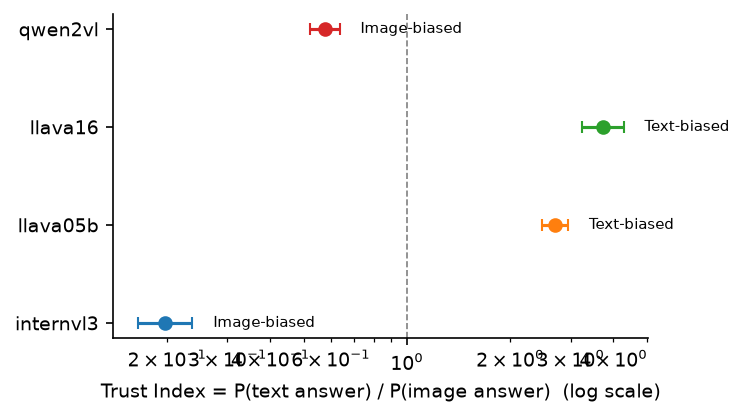 qwen2vl
Image-biased
llava16
Text-biased
llava05b
Text-biased
internvl3
Image-biased
10⁰
Trust Index = P(text answer) / P(image answer) (log scale)